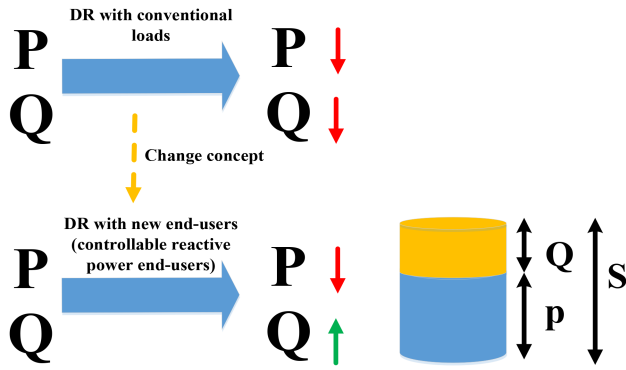 DR with conventional
loads
P
Q
P
Q
Change concept
DR with new end-users
(controllable reactive
power end-users)
P
Q
P
Q
Q
p
S